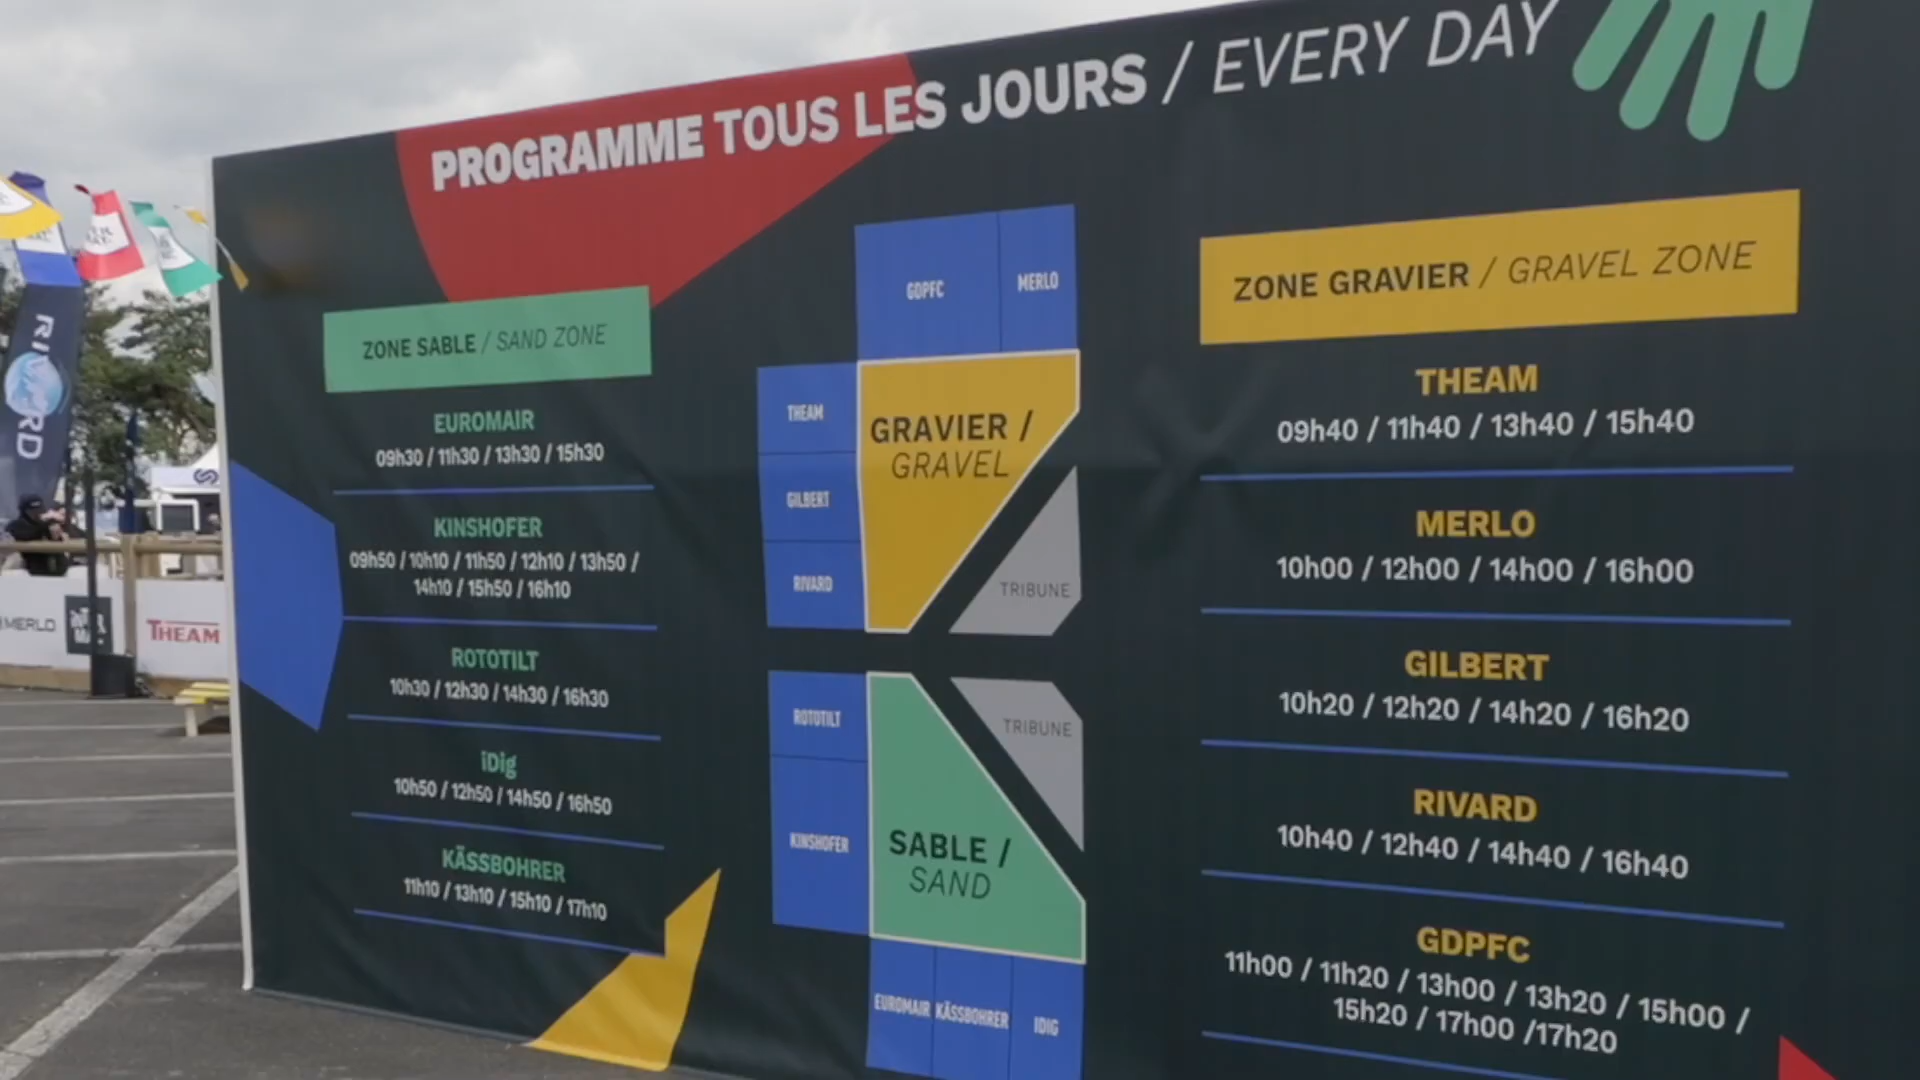 PROGRAMME TOUS LES JOURS / EVERY DAY
ZONE SABLE / SAND ZONE
EUROMAIR
09h30 / 11h30 / 13h30 / 15h30
KINSHOFER
09h50 / 10h10 / 11h50 / 12h10 / 13h50 /
14h10 / 15h50 / 16h10
ROTOTILT
10h30 / 12h30 / 14h30 / 16h30
iDig
10h50 / 12h50 / 14h50 / 16h50
KÄSSBOHRER
11h10 / 13h10 / 15h10 / 17h10
GDPFC
MERLO
THEAM
GILBERT
RIVARD
GRAVIER /
GRAVEL
TRIBUNE
ROTOTILT
KINSHOFER
TRIBUNE
SABLE /
SAND
EUROMAIR
KÄSSBOHRER
IDIG
ZONE GRAVIER / GRAVEL ZONE
THEAM
09h40 / 11h40 / 13h40 / 15h40
MERLO
10h00 / 12h00 / 14h00 / 16h00
GILBERT
10h20 / 12h20 / 14h20 / 16h20
RIVARD
10h40 / 12h40 / 14h40 / 16h40
GDPFC
11h00 / 11h20 / 13h00 / 13h20 / 15h00 /
15h20 / 17h00 /17h20
MERLO
THEAM